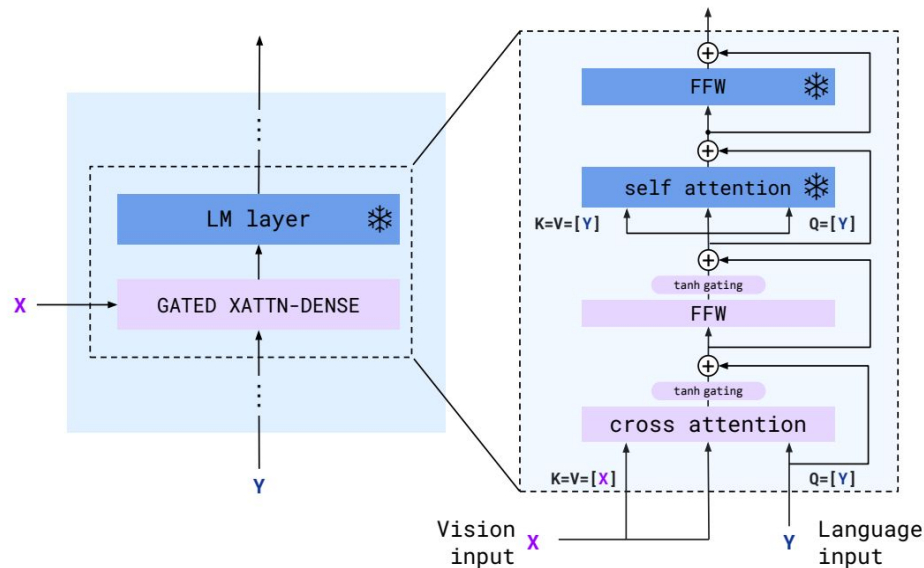 LM layer
X
GATED XATTN-DENSE
Y
FFW
self attention
K=V=[Y]
Q=[Y]
tanh gating
FFW
tanh gating
cross attention
K=V=[X]
Q=[Y]
Vision
input
X
Y
Language
input